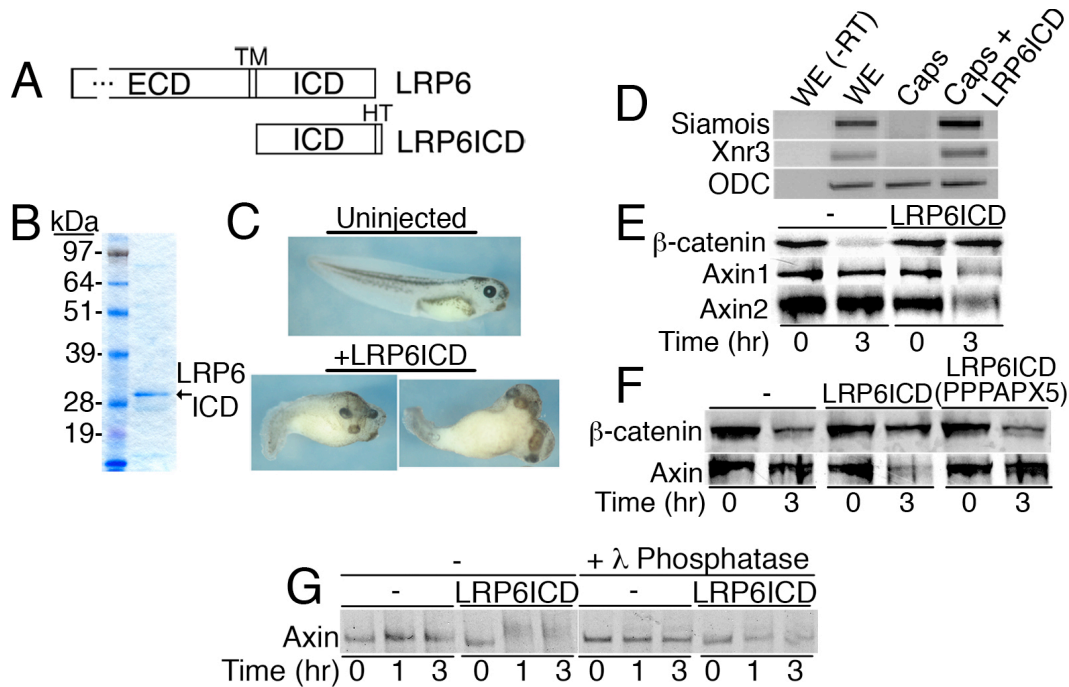 A
TM
··· ECD ICD LRP6
HT
ICD LRP6ICD
B
kDa
97-
64-
51-
39-
28-
19-
LRP6
ICD
C
Uninjected
+LRP6ICD
D
WE (-RT)
WE
Caps
Caps +
LRP6ICD
Siamois
Xnr3
ODC
E
- LRP6ICD
β-catenin
Axin1
Axin2
Time (hr) 0 3 0 3
F
- LRP6ICD LRP6ICD
(PPPAPX5)
β-catenin
Axin
Time (hr) 0 3 0 3 0 3
G
- + λ Phosphatase
- LRP6ICD - LRP6ICD
Axin
Time (hr) 0 1 3 0 1 3 0 1 3 0 1 3